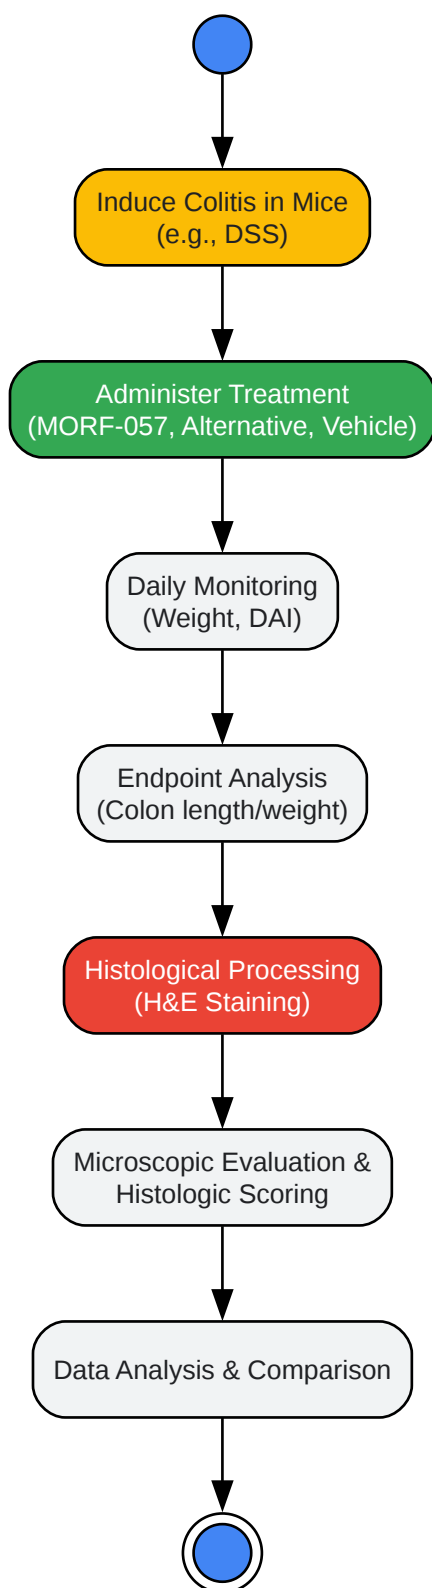 Induce Colitis in Mice
(e.g., DSS)
Administer Treatment
(MORF-057, Alternative, Vehicle)
Daily Monitoring
(Weight, DAI)
Endpoint Analysis
(Colon length/weight)
Histological Processing
(H&E Staining)
Microscopic Evaluation &
Histologic Scoring
Data Analysis & Comparison